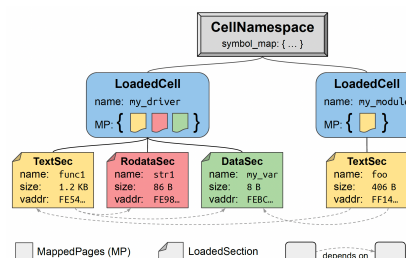 CellNamespace
symbol_map: { ... }
LoadedCell
name: my_driver
MP: { }
LoadedCell
name: my_module
MP: {
TextSec
name: func1
size: 1.2 KB
vaddr: FE54...
RodataSec
name: str1
size: 86 B
vaddr: FE98...
DataSec
name: my_var
size: 8 B
vaddr: FEBC...
TextSec
name: foo
size: 406 B
vaddr: FF14...
MappedPages (MP)
LoadedSection
depends on